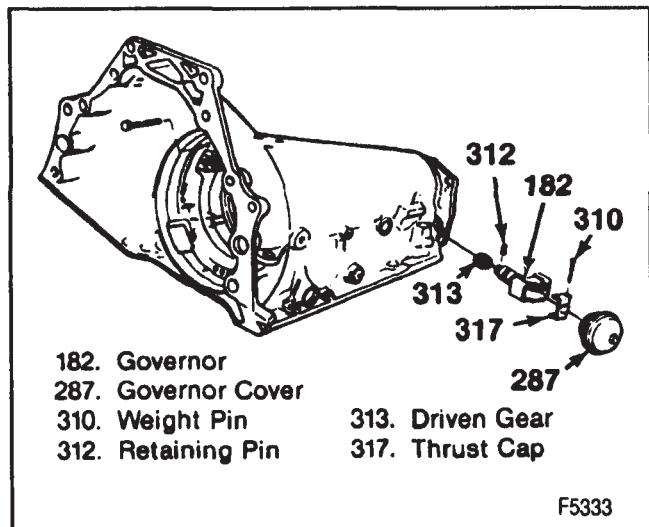 312
182
310
313
317
287
182. Governor
287. Governor Cover
310. Weight Pin
312. Retaining Pin
313. Driven Gear
317. Thrust Cap
F5333